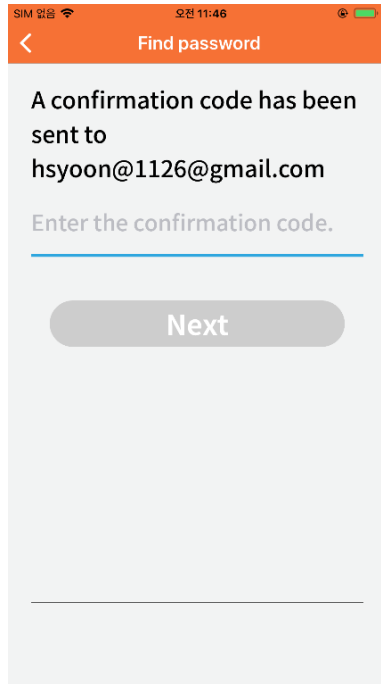 SIM 없음 오전 11:46
Find password
A confirmation code has been
sent to
hsyoon@1126@gmail.com
Enter the confirmation code.
Next